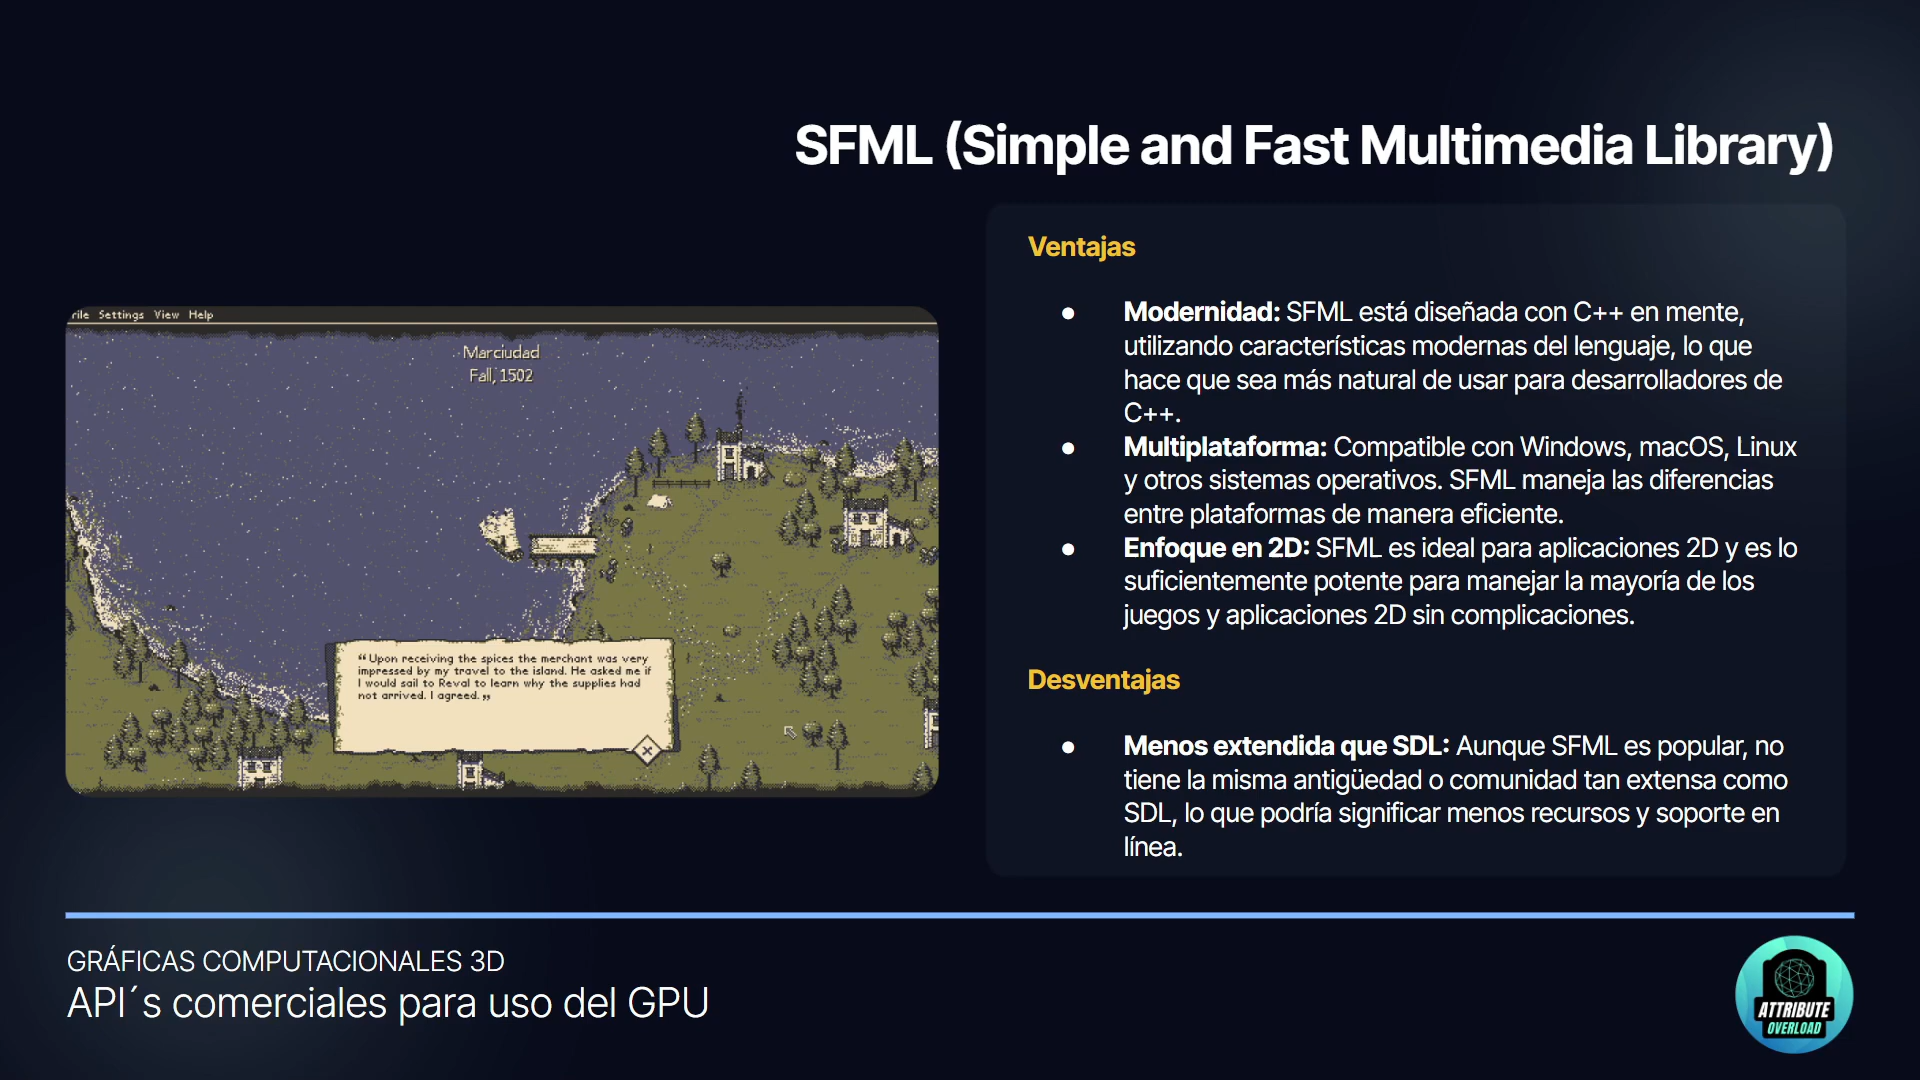 SFML (Simple and Fast Multimedia Library)
File Settings View Help
Marciudad
Fall, 1502
“Upon receiving the spices the merchant was very
impressed by my travel to the island. He asked me if
I would sail to Reval to learn why the supplies had
not arrived. I agreed.”
Ventajas
● Modernidad: SFML está diseñada con C++ en mente,
utilizando características modernas del lenguaje, lo que
hace que sea más natural de usar para desarrolladores de
C++.
● Multiplataforma: Compatible con Windows, macOS, Linux
y otros sistemas operativos. SFML maneja las diferencias
entre plataformas de manera eficiente.
● Enfoque en 2D: SFML es ideal para aplicaciones 2D y es lo
suficientemente potente para manejar la mayoría de los
juegos y aplicaciones 2D sin complicaciones.
Desventajas
● Menos extendida que SDL: Aunque SFML es popular, no
tiene la misma antigüedad o comunidad tan extensa como
SDL, lo que podría significar menos recursos y soporte en
línea.
GRÁFICAS COMPUTACIONALES 3D
API´s comerciales para uso del GPU
ATTRIBUTE
OVERLOAD